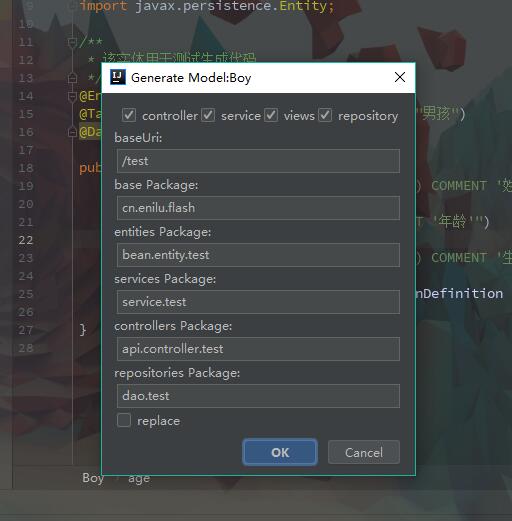 9 import javax.persistence.Entity;
10
11 /**
12 * 该实体用于测试生成代码
13 */
IJ Generate Model:Boy
14 @En
controller service views repository
15 @Ta "男孩")
16 @Da
baseUri:
/test
17
18 pub
base Package:
19 ) COMMENT '姓
cn.enilu.flash
20
21 T '年龄'")
22
entities Package:
bean.entity.test
23 ) COMMENT '生
24
services Package:
25 nDefinition
service.test
26
controllers Package:
27 }
28
api.controller.test
repositories Package:
dao.test
replace
OK Cancel
Boy age